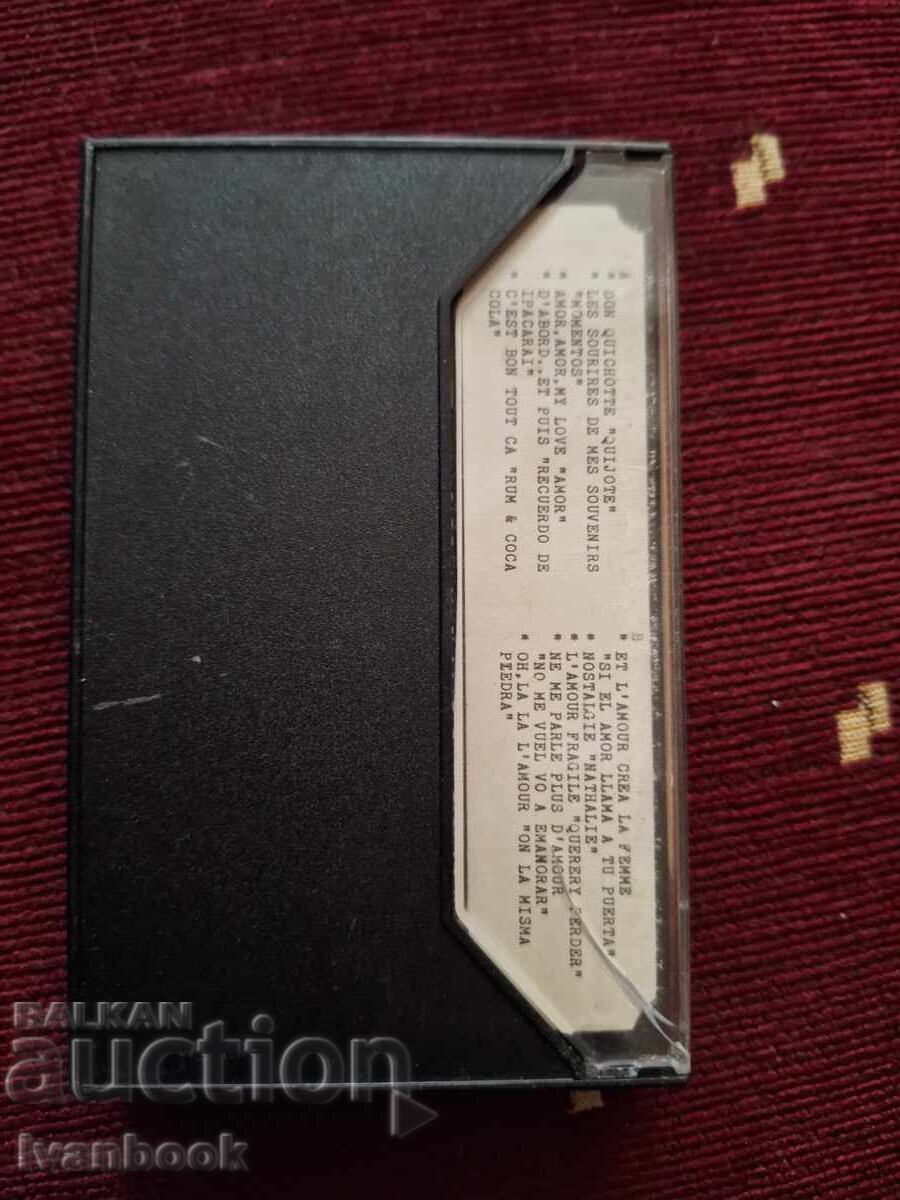 A
* DON QUICHOTTE "QUIJOTE"
* LES SOURIRES DE MES SOUVENIRS
"MOMENTOS"
* AMOR,AMOR,MY LOVE "AMOR"
* D'ABORD..ET PUIS "RECUERDO DE
IPACARAI"
* C'EST BON TOUT CA "RUM & COCA
COLA"
B
* ET L'AMOUR CREA LA FEMME
"SI EL AMOR LLAMA A TU PUERTA"
* NOSTALGIE "NATHALIE"
* L'AMOUR FRAGILE "QUERERY PERDER"
* NE ME PARLE PLUS D'AMOUR
"NO ME VUEL VO A EMAMORAR"
* OH,LA LA L'AMOUR "ON LA MISMA
PIEDRA"
BALKAN
auction
Ivanbook